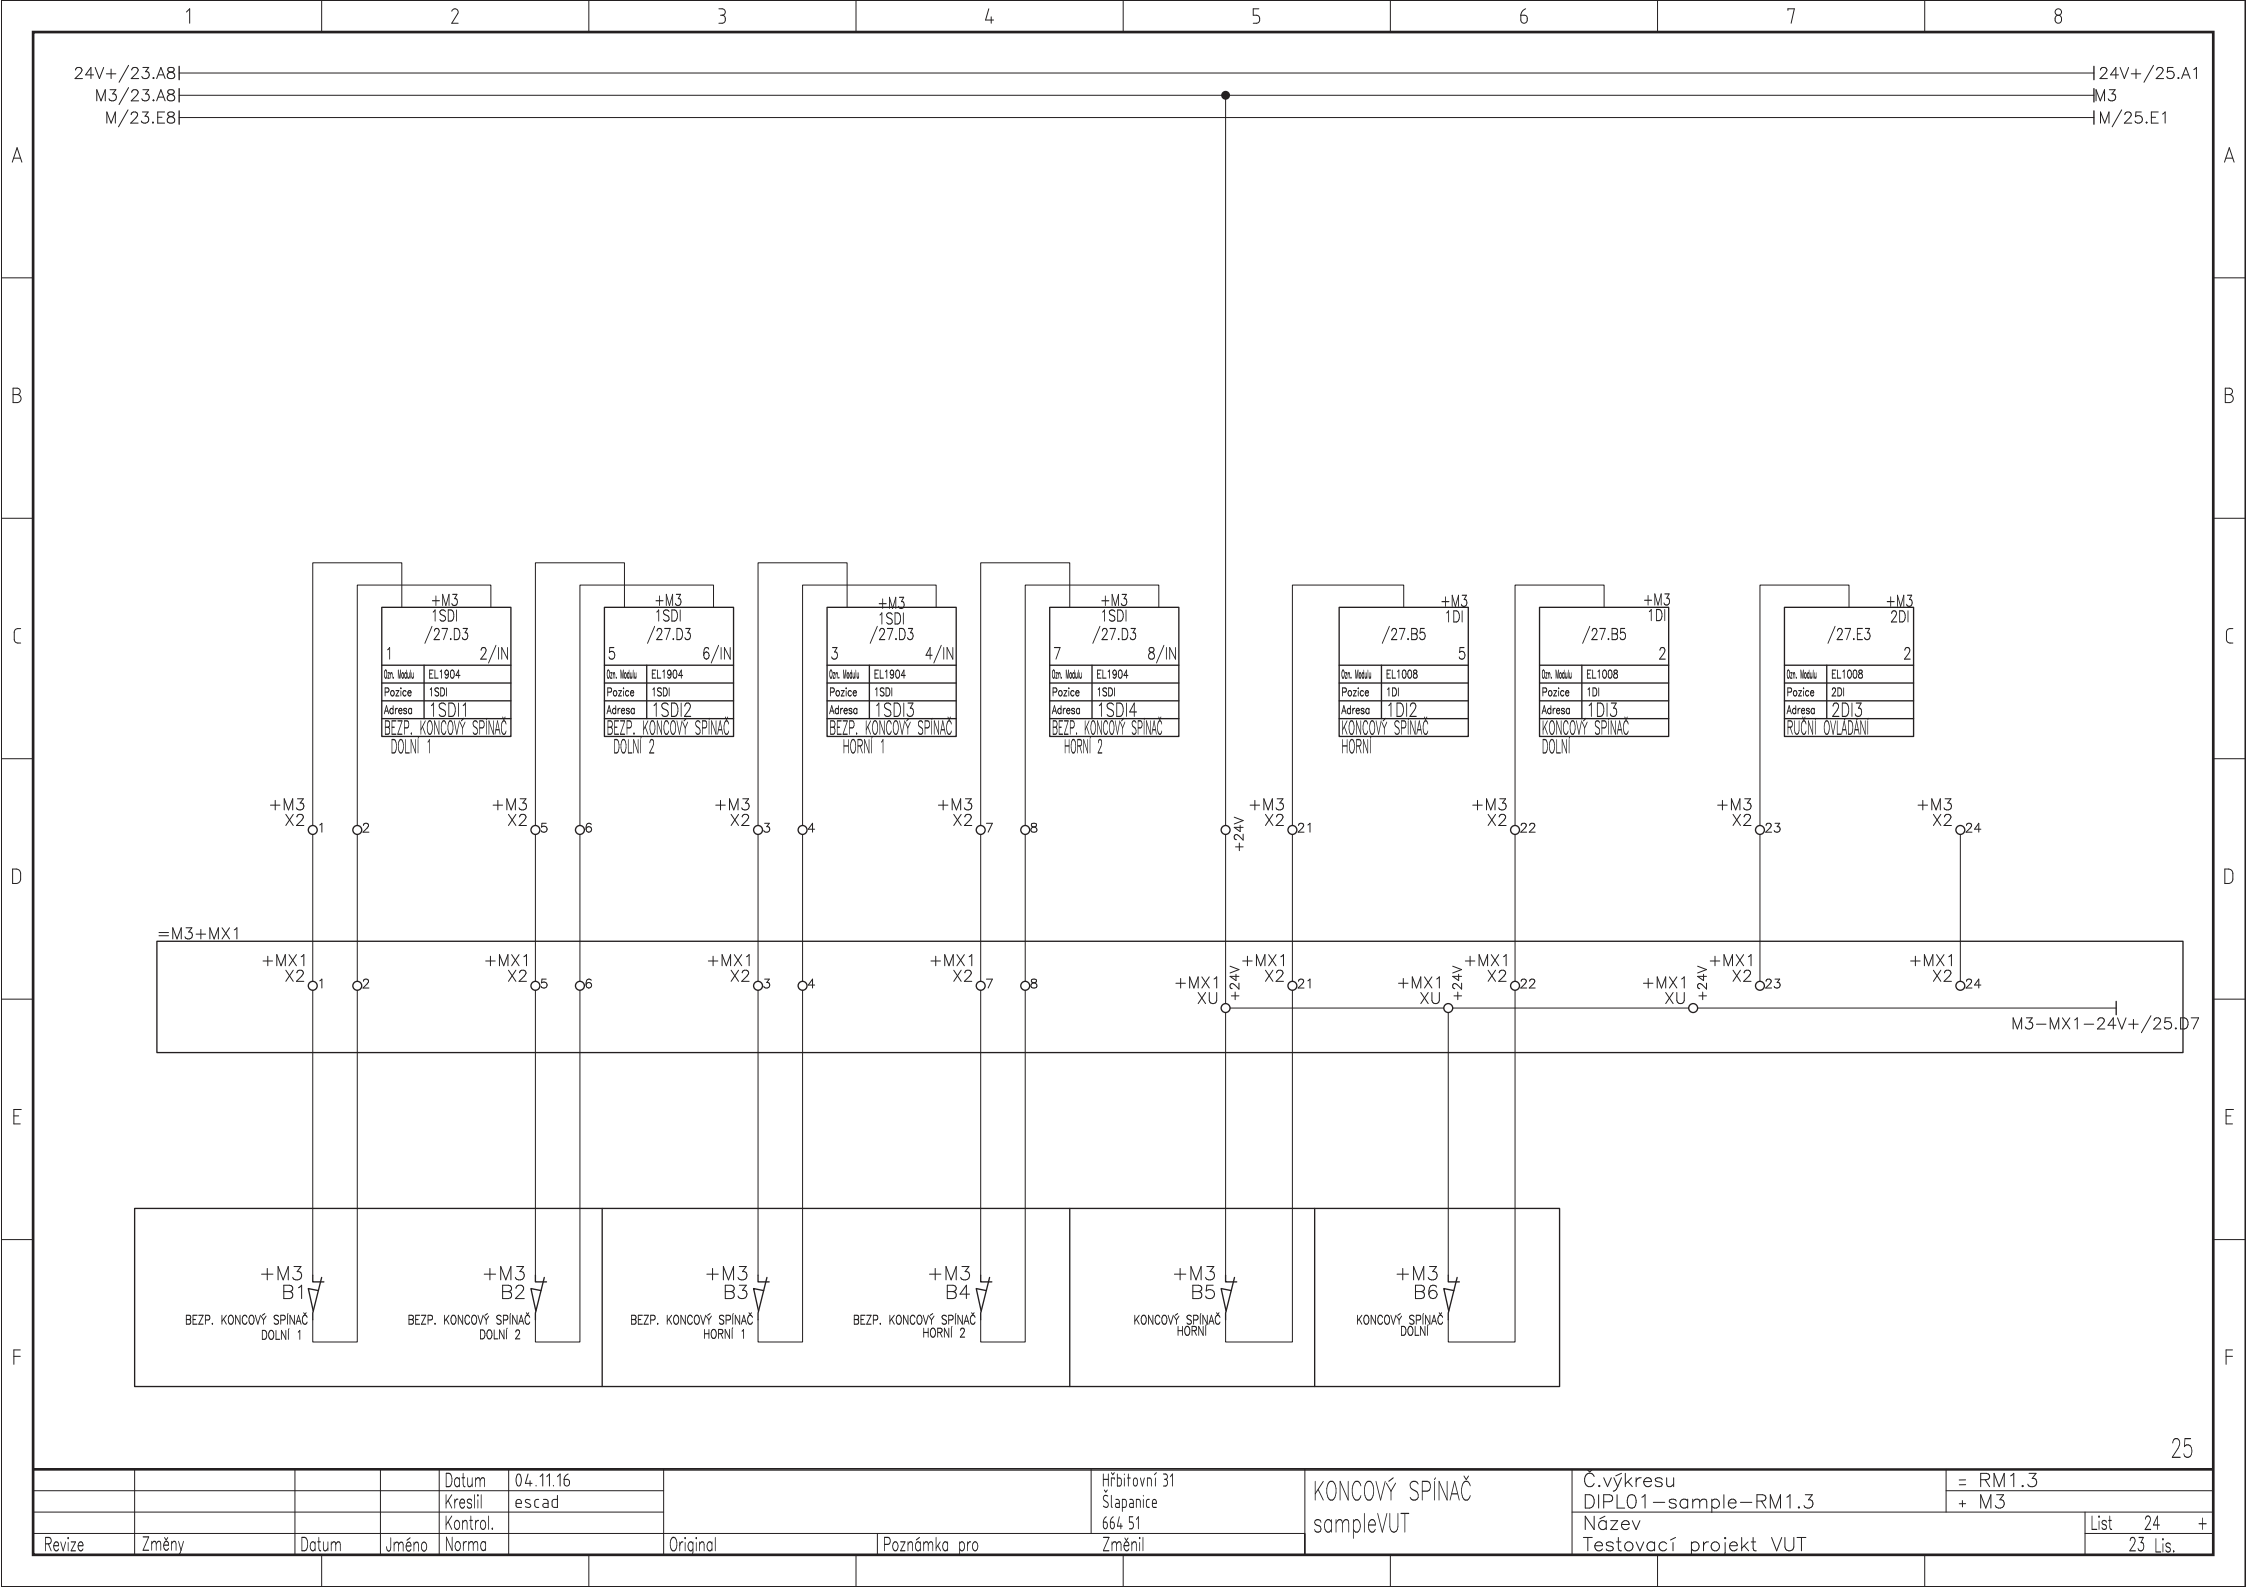 1 2 3 4 5 6 7 8
24V+/23.A8 24V+/25.A1
M3/23.A8 M3
M/23.E8 M/25.E1
A A
B B
+M3 +M3 +M3 +M3 +M3 +M3 +M3
1SDI 1SDI 1SDI 1SDI 1DI 1DI 2DI
/27.D3 /27.D3 /27.D3 /27.D3 /27.B5 /27.B5 /27.E3
C C
1 2/IN 5 6/IN 3 4/IN 7 8/IN 5 2 2
Ozn. Modulu EL1904 Ozn. Modulu EL1904 Ozn. Modulu EL1904 Ozn. Modulu EL1904 Ozn. Modulu EL1008 Ozn. Modulu EL1008 Ozn. Modulu EL1008
Pozice 1SDI Pozice 1SDI Pozice 1SDI Pozice 1SDI Pozice 1DI Pozice 1DI Pozice 2DI
Adresa 1SDI1 Adresa 1SDI2 Adresa 1SDI3 Adresa 1SDI4 Adresa 1DI2 Adresa 1DI3 Adresa 2DI3
BEZP. KONCOVÝ SPÍNAČ BEZP. KONCOVÝ SPÍNAČ BEZP. KONCOVÝ SPÍNAČ BEZP. KONCOVÝ SPÍNAČ KONCOVÝ SPÍNAČ KONCOVÝ SPÍNAČ RUČNÍ OVLÁDÁNÍ
DOLNÍ 1 DOLNÍ 2 HORNÍ 1 HORNÍ 2 HORNÍ DOLNÍ
+M3 +M3 +M3 +M3 +M3 +M3 +M3 +M3
X2 X2 X2 X2 X2 X2 X2 X2
1 2 5 6 3 4 7 8 +24V 21 22 23 24
D D
=M3+MX1
+MX1 +MX1 +MX1 +MX1 +MX1 +MX1 +MX1 +MX1
X2 X2 X2 X2 X2 X2 X2 X2
1 2 5 6 3 4 7 8 21 22 23 24
+MX1 +24V +MX1 +24V +MX1 +24V
XU XU XU
M3-MX1-24V+/25.D7
E E
+M3 +M3 +M3 +M3 +M3 +M3
B1 B2 B3 B4 B5 B6
BEZP. KONCOVÝ SPÍNAČ BEZP. KONCOVÝ SPÍNAČ BEZP. KONCOVÝ SPÍNAČ BEZP. KONCOVÝ SPÍNAČ KONCOVÝ SPÍNAČ KONCOVÝ SPÍNAČ
DOLNÍ 1 DOLNÍ 2 HORNÍ 1 HORNÍ 2 HORNÍ DOLNÍ
F F
25
Datum 04.11.16 Hřbitovní 31 KONCOVÝ SPÍNAČ Č.výkresu = RM1.3
Kreslil escad Šlapanice DIPL01-sample-RM1.3 + M3
Kontrol. 664 51 sampleVUT Název List 24 +
Revize Změny Datum Jméno Norma Original Poznámka pro Změnil Testovací projekt VUT 23 Lis.